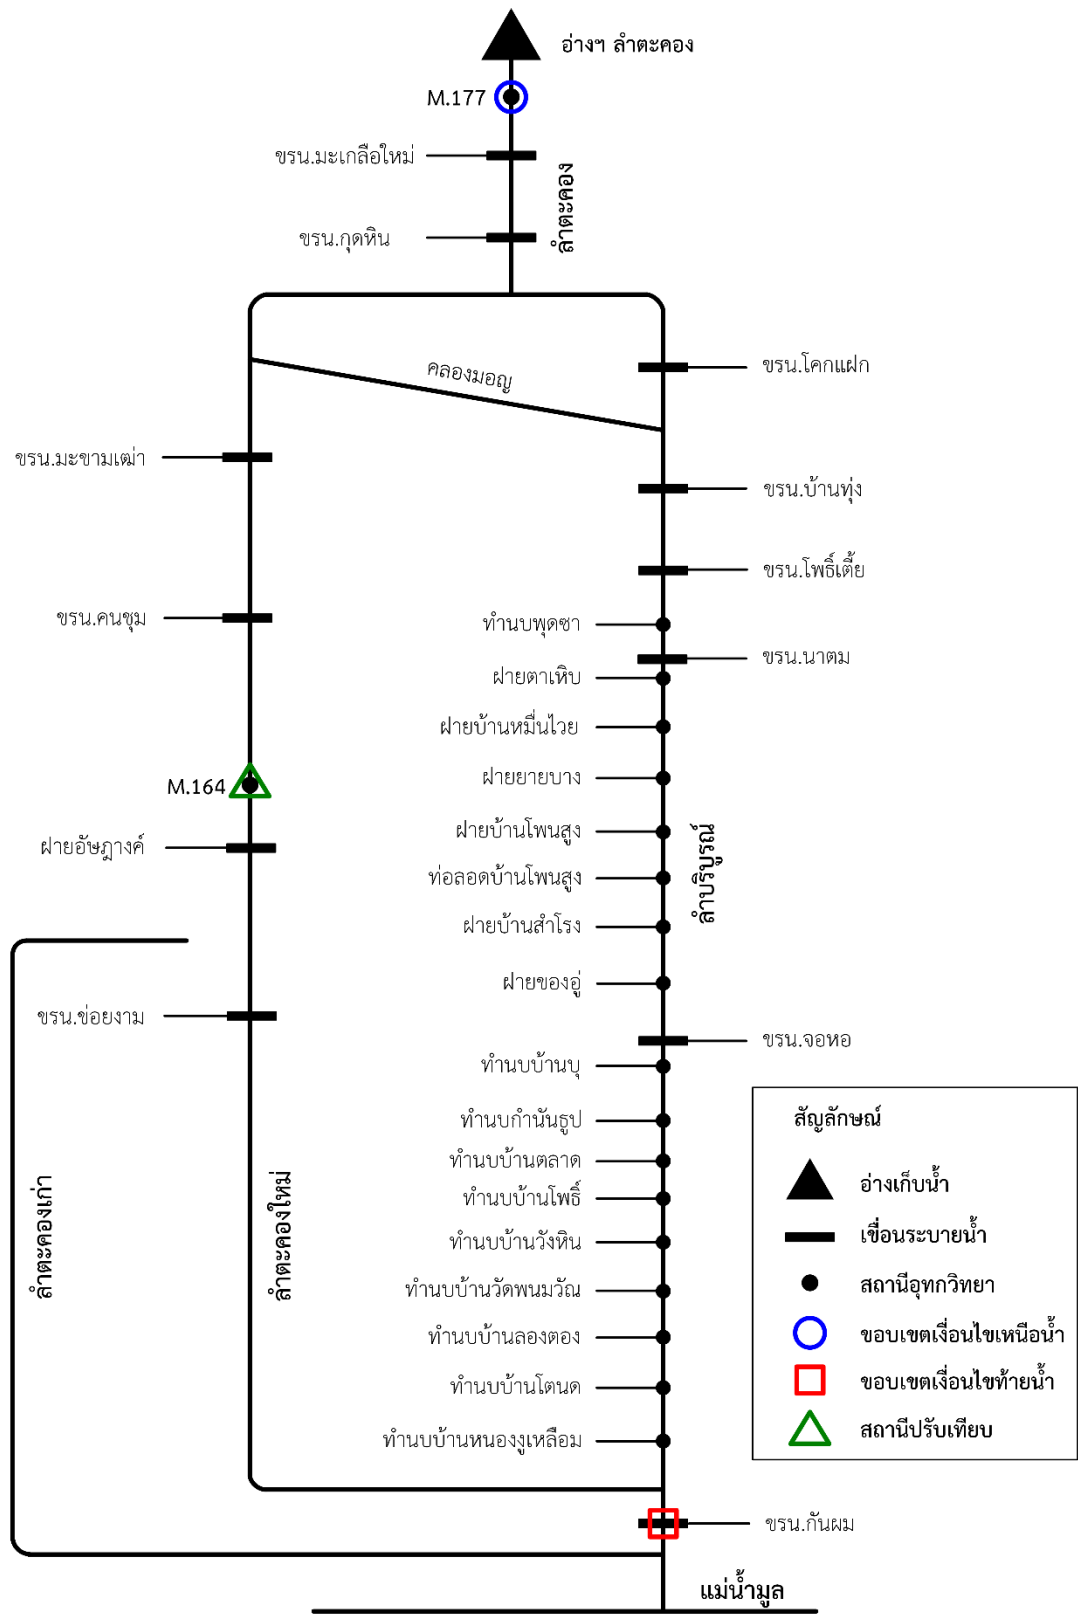 อ่างฯ ลำตะคอง
M.177
ขรน.มะเกลือใหม่
ลำตะคอง
ขรน.กุดหิน
คลองมอญ
ขรน.โคกแฝก
ขรน.มะขามเฒ่า
ขรน.บ้านทุ่ง
ขรน.โพธิ์เตี้ย
ขรน.คนชุม
ทำนบพุดซา
ขรน.นาตม
ฝายตาเหิบ
ฝายบ้านหมื่นไวย
ฝายยายบาง
M.164
ฝายบ้านโพนสูง
ฝายอัษฎางค์
ลำบริบูรณ์
ท่อลอดบ้านโพนสูง
ฝายบ้านสำโรง
ฝายของอู่
ขรน.ข่อยงาม
ขรน.จอหอ
ทำนบบ้านบุ
ทำนบกำนันธูป
ทำนบบ้านตลาด
ทำนบบ้านโพธิ์
ลำตะคองเก่า
ลำตะคองใหม่
ทำนบบ้านวังหิน
ทำนบบ้านวัดพนมวัน
ทำนบบ้านลองตอง
ทำนบบ้านโตนด
ทำนบบ้านหนองงูเหลือม
สัญลักษณ์
อ่างเก็บน้ำ
เขื่อนระบายน้ำ
สถานีอุทกวิทยา
ขอบเขตเงื่อนไขเหนือน้ำ
ขอบเขตเงื่อนไขท้ายน้ำ
สถานีปรับเทียบ
ขรน.กันผม
แม่น้ำมูล